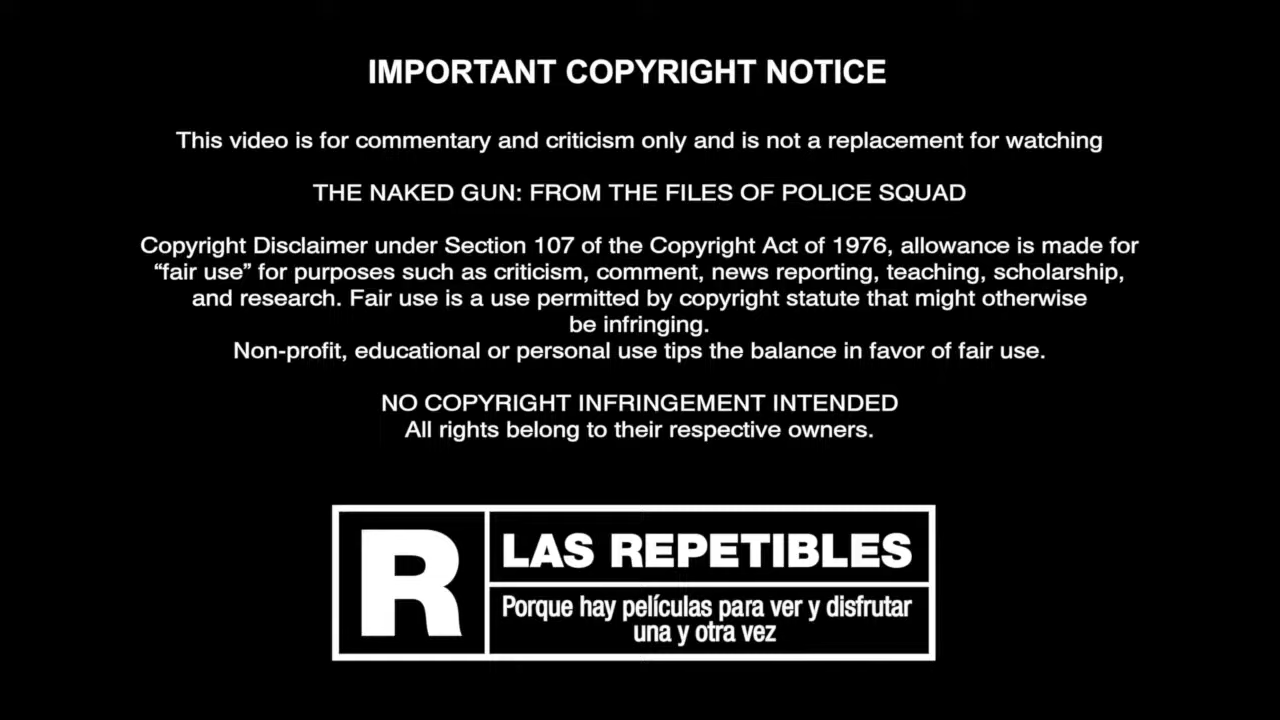 IMPORTANT COPYRIGHT NOTICE
This video is for commentary and criticism only and is not a replacement for watching
THE NAKED GUN: FROM THE FILES OF POLICE SQUAD
Copyright Disclaimer under Section 107 of the Copyright Act of 1976, allowance is made for
“fair use” for purposes such as criticism, comment, news reporting, teaching, scholarship,
and research. Fair use is a use permitted by copyright statute that might otherwise
be infringing.
Non-profit, educational or personal use tips the balance in favor of fair use.
NO COPYRIGHT INFRINGEMENT INTENDED
All rights belong to their respective owners.
R
LAS REPETIBLES
Porque hay películas para ver y disfrutar
una y otra vez